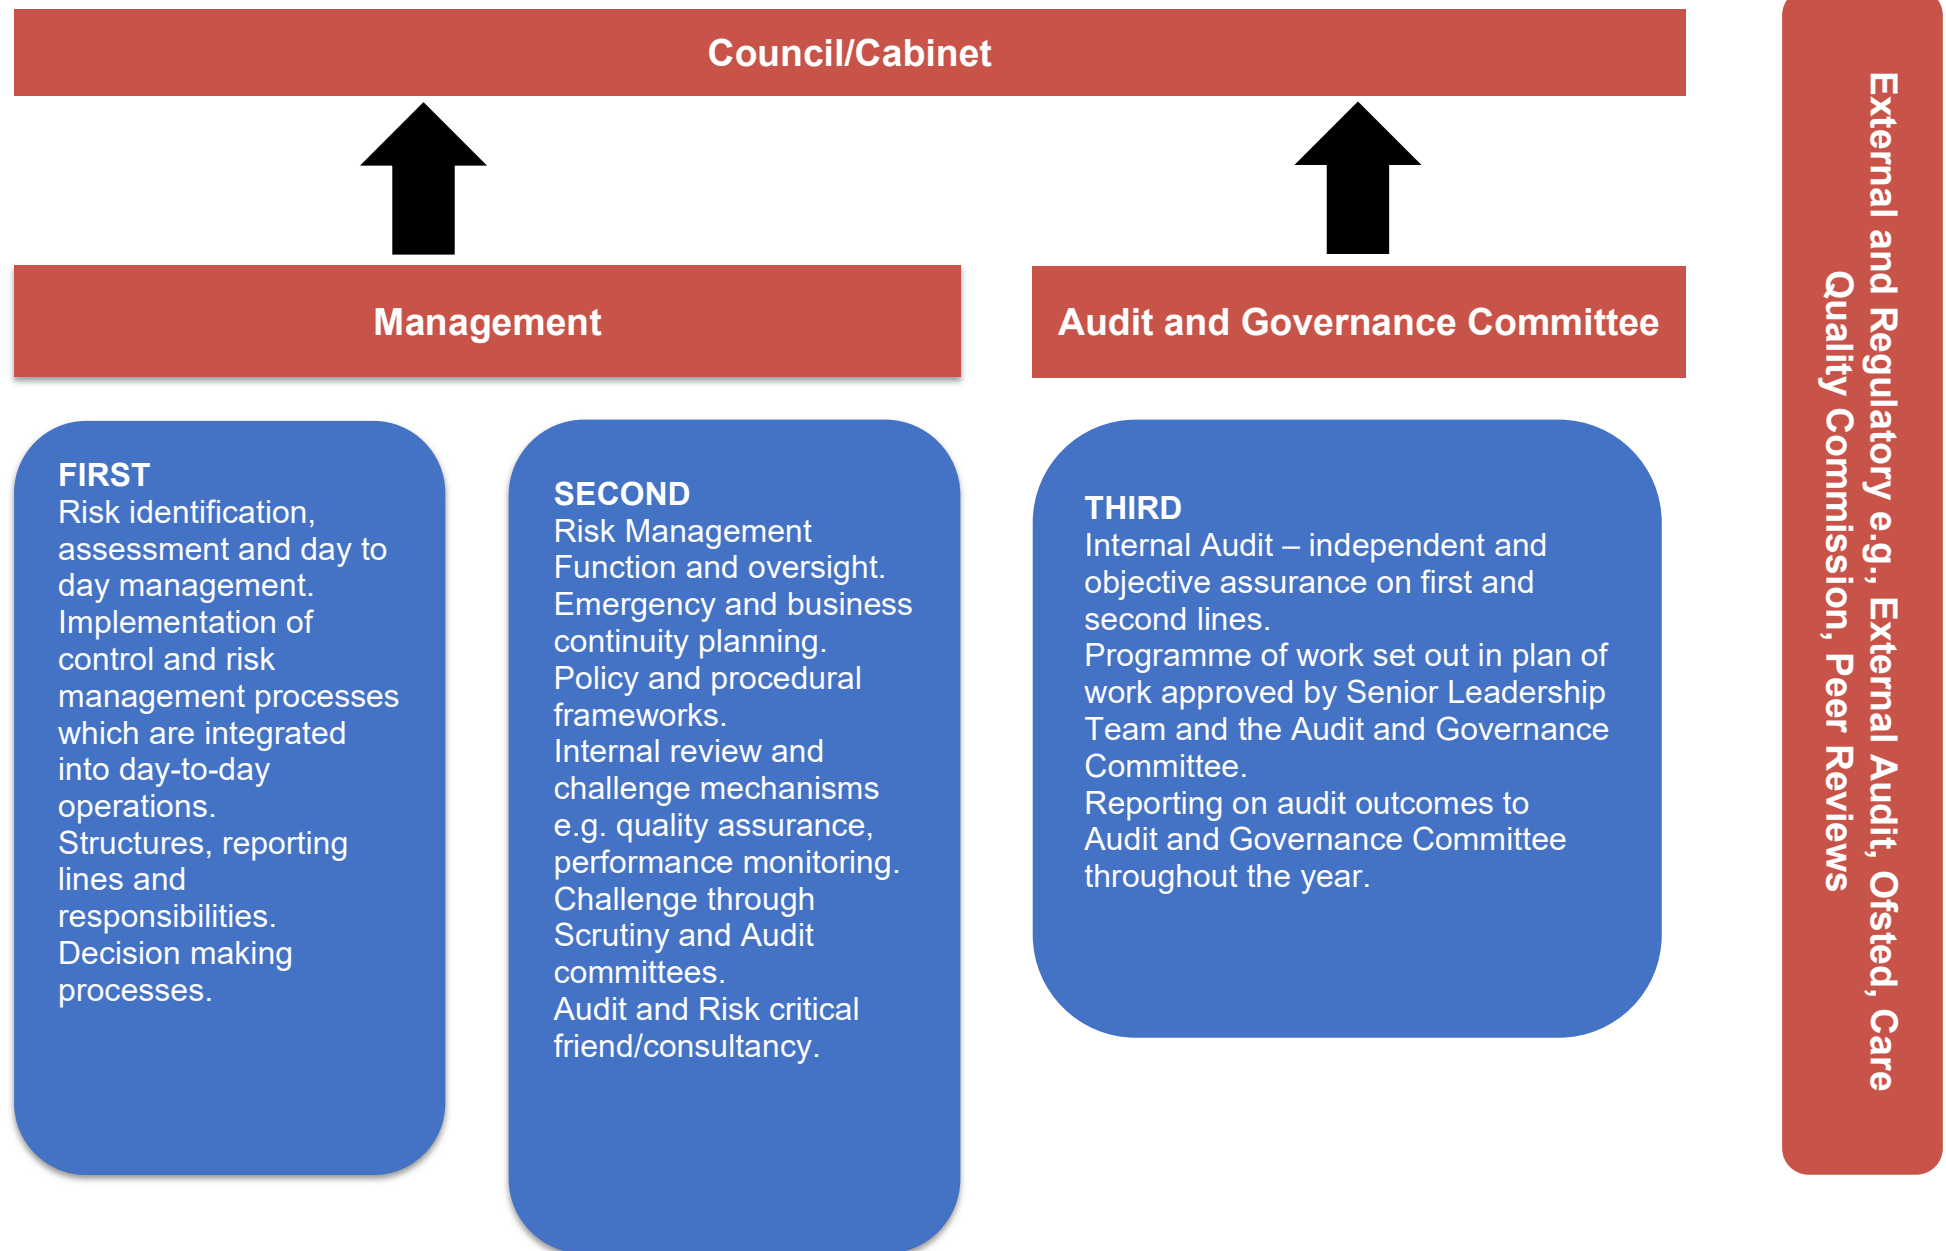 Council/Cabinet
Management
Audit and Governance Committee
FIRST
Risk identification,
assessment and day to
day management.
Implementation of
control and risk
management processes
which are integrated
into day-to-day
operations.
Structures, reporting
lines and
responsibilities.
Decision making
processes.
SECOND
Risk Management
Function and oversight.
Emergency and business
continuity planning.
Policy and procedural
frameworks.
Internal review and
challenge mechanisms
e.g. quality assurance,
performance monitoring.
Challenge through
Scrutiny and Audit
committees.
Audit and Risk critical
friend/consultancy.
THIRD
Internal Audit – independent and
objective assurance on first and
second lines.
Programme of work set out in plan of
work approved by Senior Leadership
Team and the Audit and Governance
Committee.
Reporting on audit outcomes to
Audit and Governance Committee
throughout the year.
External and Regulatory e.g., External Audit, Ofsted, Care
Quality Commission, Peer Reviews